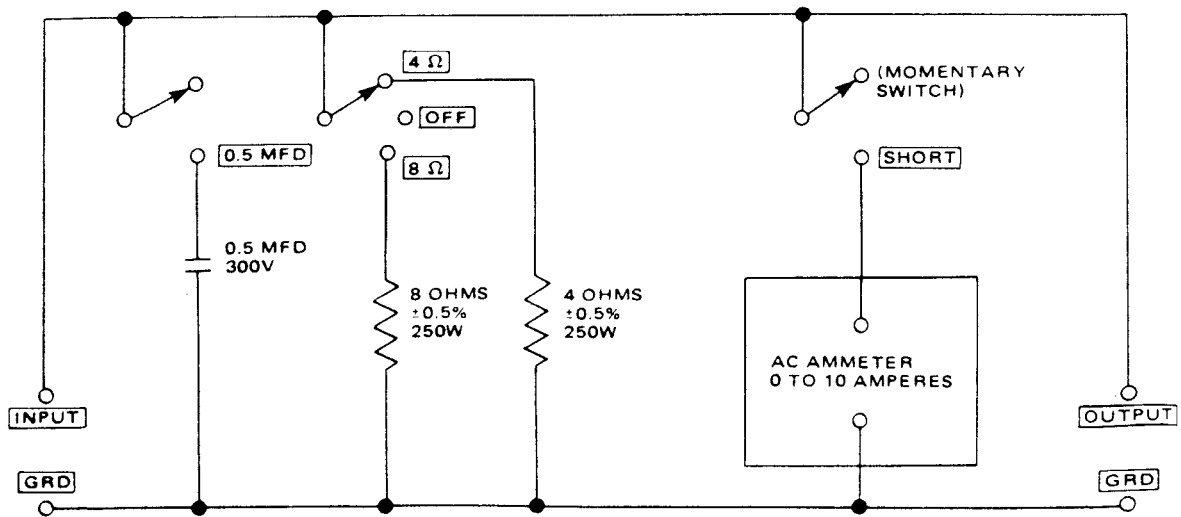 4 Ω
OFF
8 Ω
(MOMENTARY
SWITCH)
0.5 MFD
SHORT
0.5 MFD
300V
8 OHMS
±0.5%
250W
4 OHMS
±0.5%
250W
AC AMMETER
0 TO 10 AMPERES
INPUT
OUTPUT
GRD
GRD